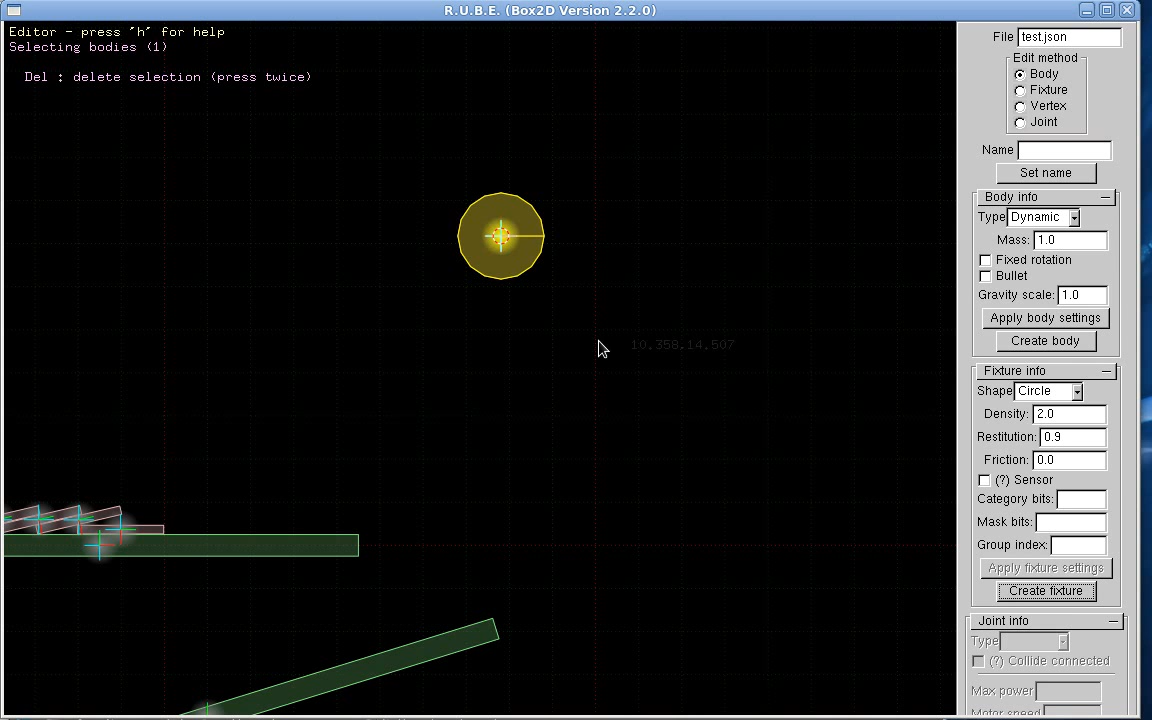 R.U.B.E. (Box2D Version 2.2.0)
Editor - press "h" for help
Selecting bodies (1)
Del : delete selection (press twice)
10.358,14.507
File test.json
Edit method
Body
Fixture
Vertex
Joint
Name
Set name
Body info
Type Dynamic
Mass: 1.0
Fixed rotation
Bullet
Gravity scale: 1.0
Apply body settings
Create body
Fixture info
Shape Circle
Density: 2.0
Restitution: 0.9
Friction: 0.0
(?) Sensor
Category bits:
Mask bits:
Group index:
Apply fixture settings
Create fixture
Joint info
Type
(?) Collide connected
Max power
Motor speed